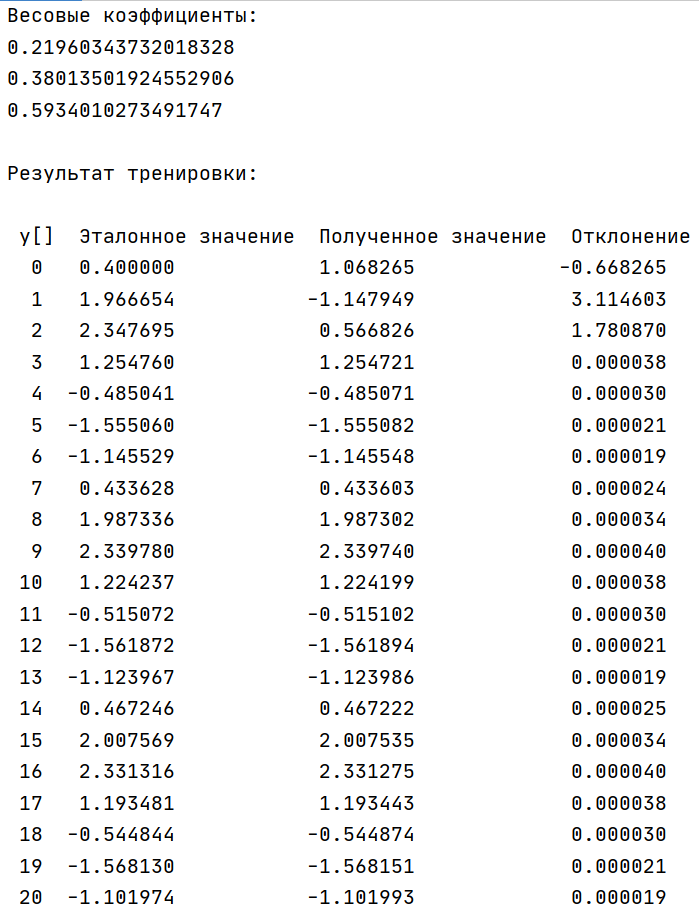 Весовые коэффициенты:
0.21960343732018328
0.38013501924552906
0.5934010273491747
Результат тренировки:
y[] Эталонное значение Полученное значение Отклонение
0 0.400000 1.068265 -0.668265
1 1.966654 -1.147949 3.114603
2 2.347695 0.566826 1.780870
3 1.254760 1.254721 0.000038
4 -0.485041 -0.485071 0.000030
5 -1.555060 -1.555082 0.000021
6 -1.145529 -1.145548 0.000019
7 0.433628 0.433603 0.000024
8 1.987336 1.987302 0.000034
9 2.339780 2.339740 0.000040
10 1.224237 1.224199 0.000038
11 -0.515072 -0.515102 0.000030
12 -1.561872 -1.561894 0.000021
13 -1.123967 -1.123986 0.000019
14 0.467246 0.467222 0.000025
15 2.007569 2.007535 0.000034
16 2.331316 2.331275 0.000040
17 1.193481 1.193443 0.000038
18 -0.544844 -0.544874 0.000030
19 -1.568130 -1.568151 0.000021
20 -1.101974 -1.101993 0.000019